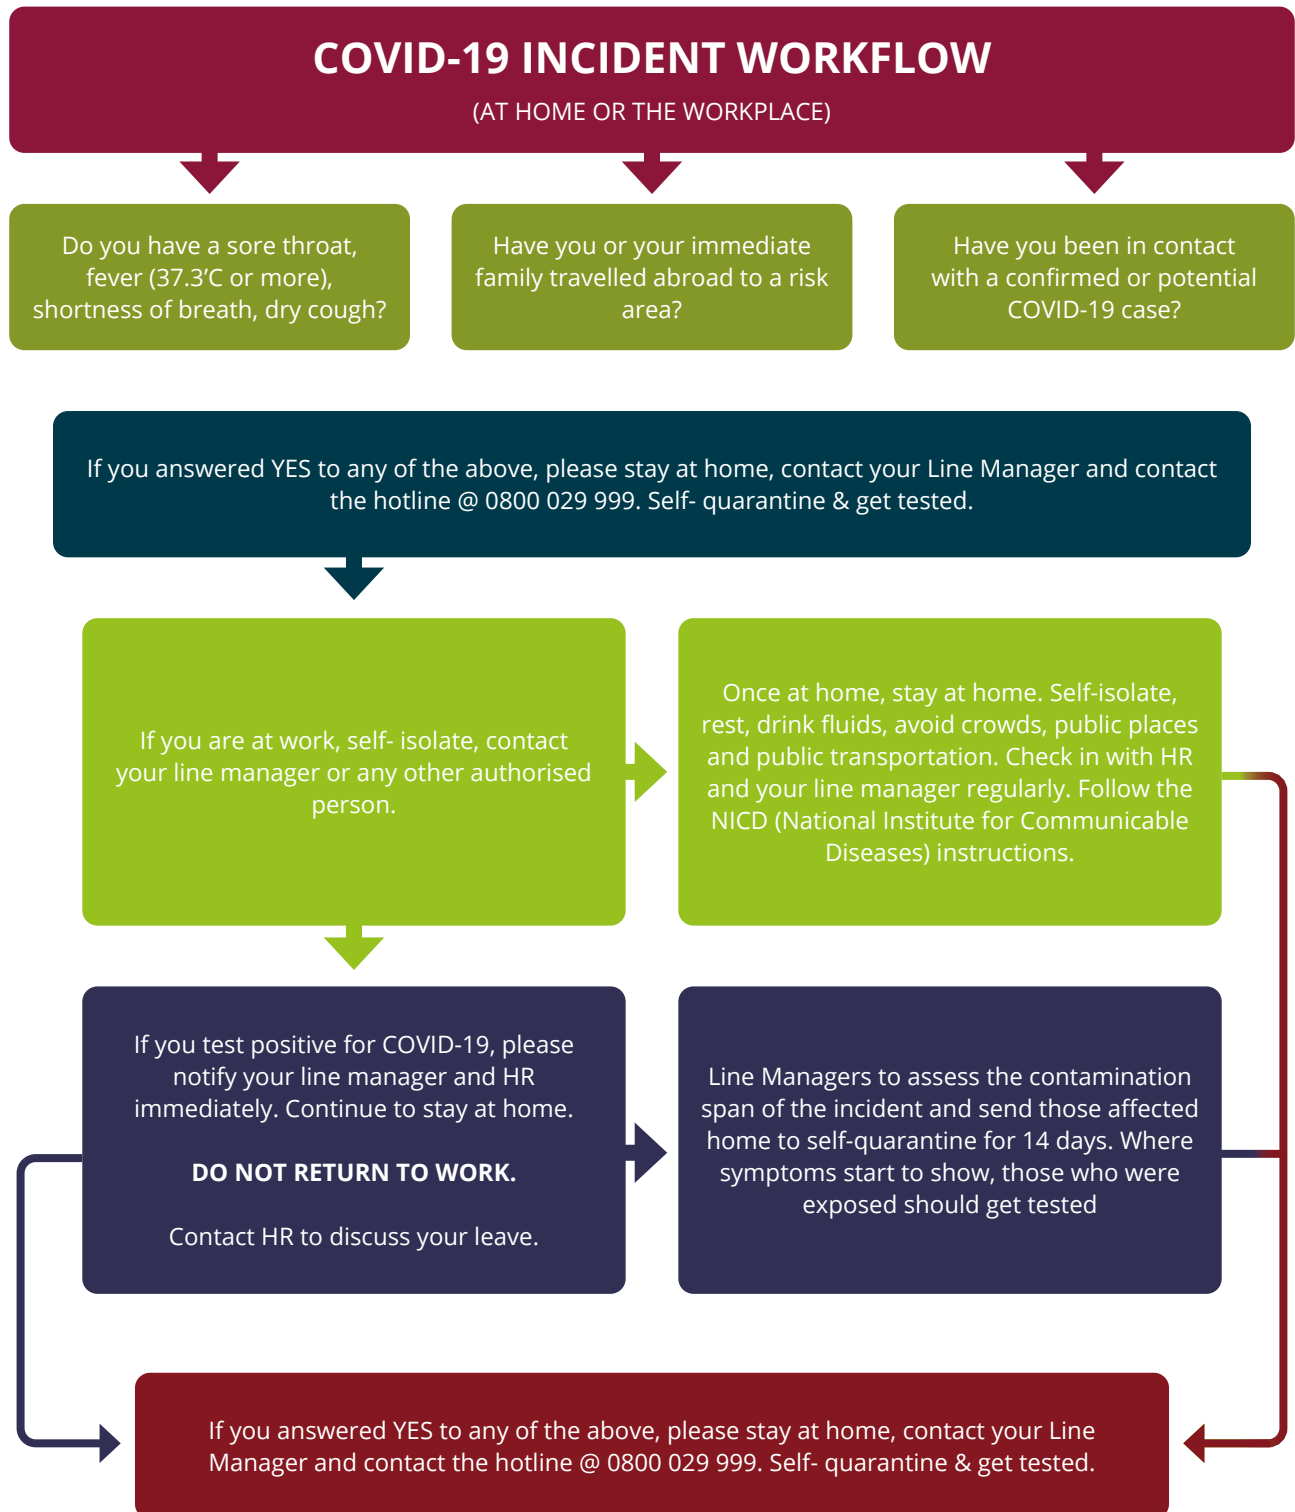 COVID-19 INCIDENT WORKFLOW
(AT HOME OR THE WORKPLACE)
Do you have a sore throat,
fever (37.3’C or more),
shortness of breath, dry cough?
Have you or your immediate
family travelled abroad to a risk
area?
Have you been in contact
with a confirmed or potential
COVID-19 case?
If you answered YES to any of the above, please stay at home, contact your Line Manager and contact
the hotline @ 0800 029 999. Self- quarantine & get tested.
If you are at work, self- isolate, contact
your line manager or any other authorised
person.
Once at home, stay at home. Self-isolate,
rest, drink fluids, avoid crowds, public places
and public transportation. Check in with HR
and your line manager regularly. Follow the
NICD (National Institute for Communicable
Diseases) instructions.
If you test positive for COVID-19, please
notify your line manager and HR
immediately. Continue to stay at home.
DO NOT RETURN TO WORK.
Contact HR to discuss your leave.
Line Managers to assess the contamination
span of the incident and send those affected
home to self-quarantine for 14 days. Where
symptoms start to show, those who were
exposed should get tested
If you answered YES to any of the above, please stay at home, contact your Line
Manager and contact the hotline @ 0800 029 999. Self- quarantine & get tested.